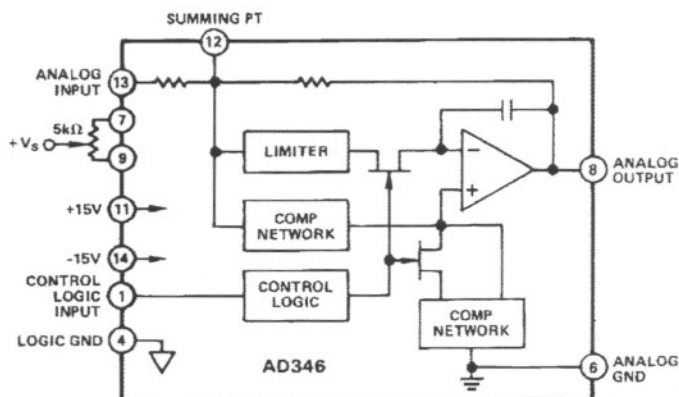 SUMMING PT
12
ANALOG
INPUT
13
7
5kΩ
+Vs
9
LIMITER
−
+
8
ANALOG
OUTPUT
+15V
11
COMP
NETWORK
-15V
14
CONTROL
LOGIC
INPUT
1
CONTROL
LOGIC
COMP
NETWORK
LOGIC GND
4
AD346
6
ANALOG
GND